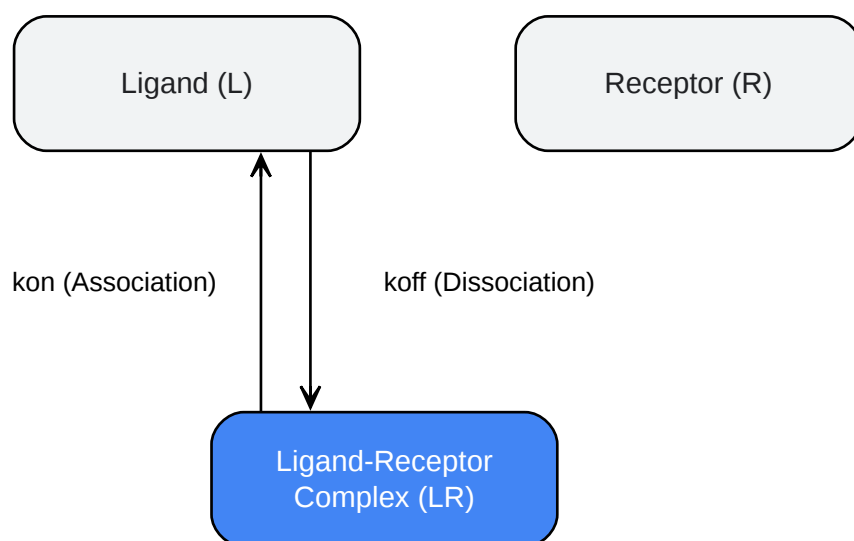 Ligand (L)
Receptor (R)
kon (Association)
koff (Dissociation)
Ligand-Receptor
Complex (LR)